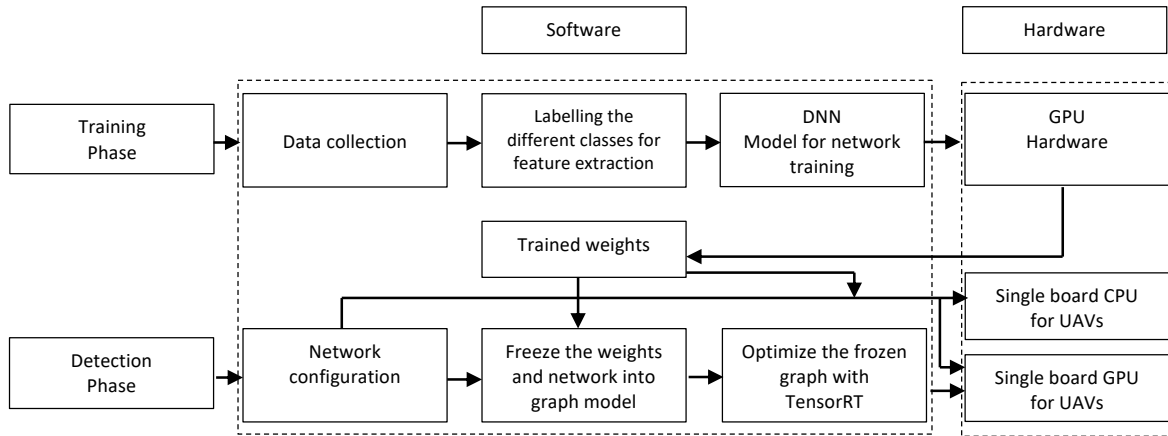 Software
Hardware
Training
Phase
Data collection
Labelling the
different classes for
feature extraction
DNN
Model for network
training
GPU
Hardware
Trained weights
Single board CPU
for UAVs
Detection
Phase
Network
configuration
Freeze the weights
and network into
graph model
Optimize the frozen
graph with
TensorRT
Single board GPU
for UAVs